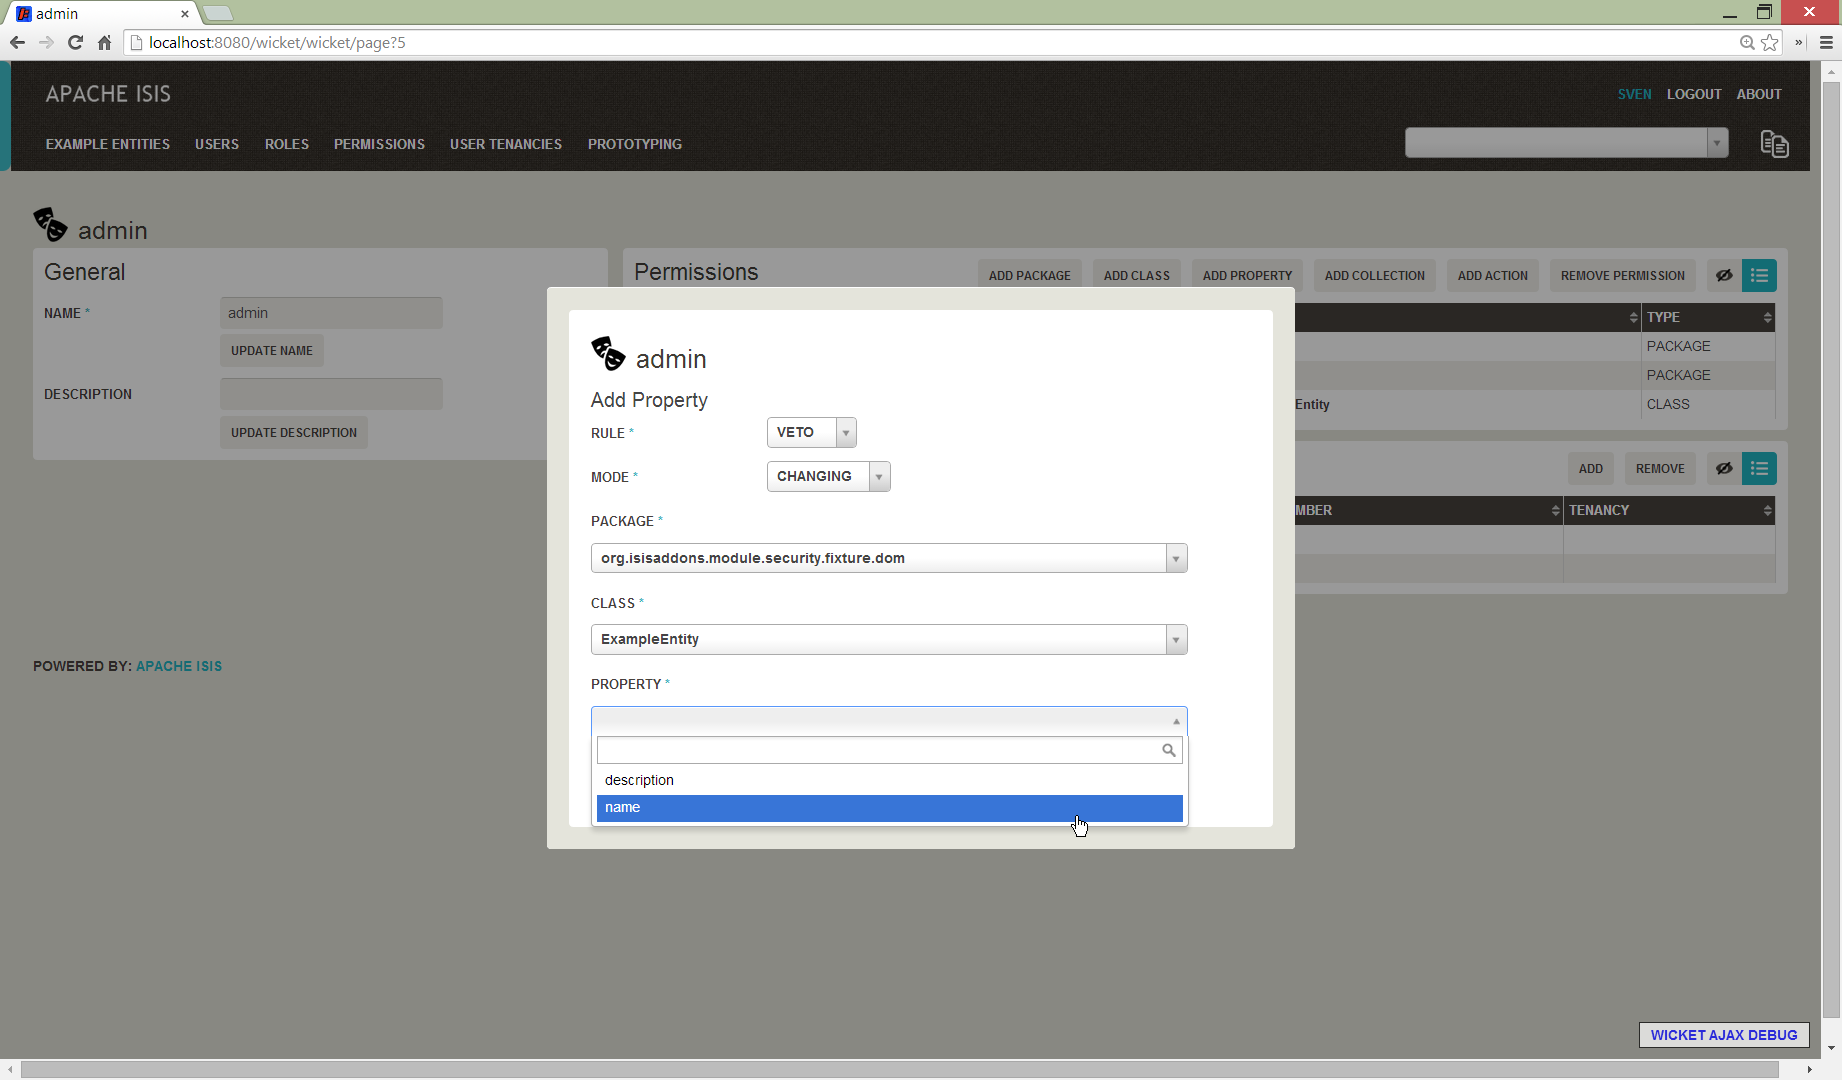 admin
localhost:8080/wicket/wicket/page?5
APACHE ISIS
SVEN LOGOUT ABOUT
EXAMPLE ENTITIES USERS ROLES PERMISSIONS USER TENANCIES PROTOTYPING
admin
General
NAME *
admin
UPDATE NAME
DESCRIPTION
UPDATE DESCRIPTION
Permissions
ADD PACKAGE ADD CLASS ADD PROPERTY ADD COLLECTION ADD ACTION REMOVE PERMISSION
TYPE
PACKAGE
PACKAGE
Entity CLASS
ADD REMOVE
MBER TENANCY
admin
Add Property
RULE * VETO
MODE * CHANGING
PACKAGE *
org.isisaddons.module.security.fixture.dom
CLASS *
ExampleEntity
PROPERTY *
description
name
POWERED BY: APACHE ISIS
WICKET AJAX DEBUG